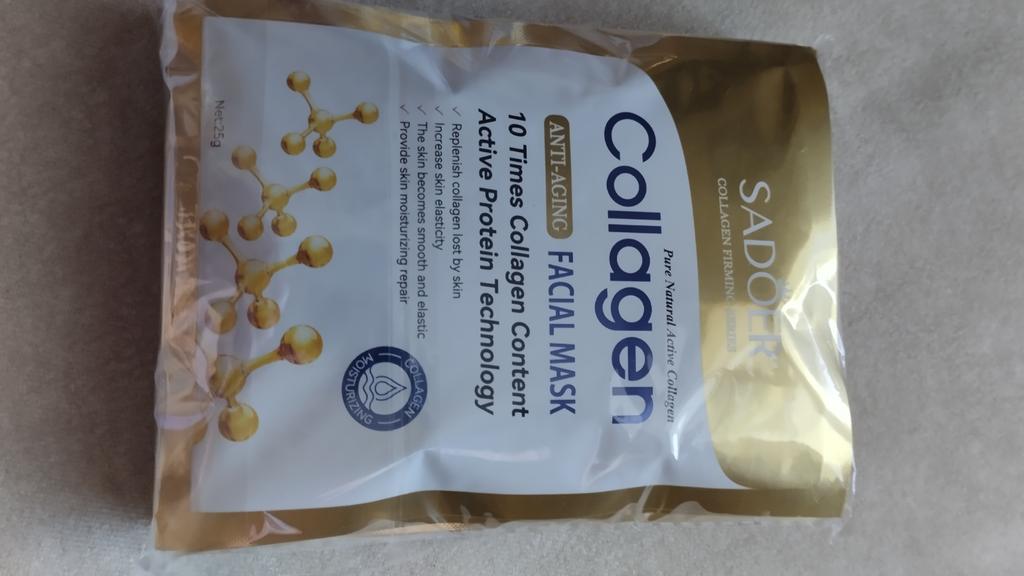 SADOER
COLLAGEN FIRMING SERIES
Pure Natural Active Collagen
Collagen
ANTI-AGING FACIAL MASK
10 Times Collagen Content
Active Protein Technology
✓ Replenish collagen lost by skin
✓ Increase skin elasticity
✓ The skin becomes smooth and elastic
✓ Provide skin moisturizing repair
COLLAGEN
MOISTURIZING
Net:25g